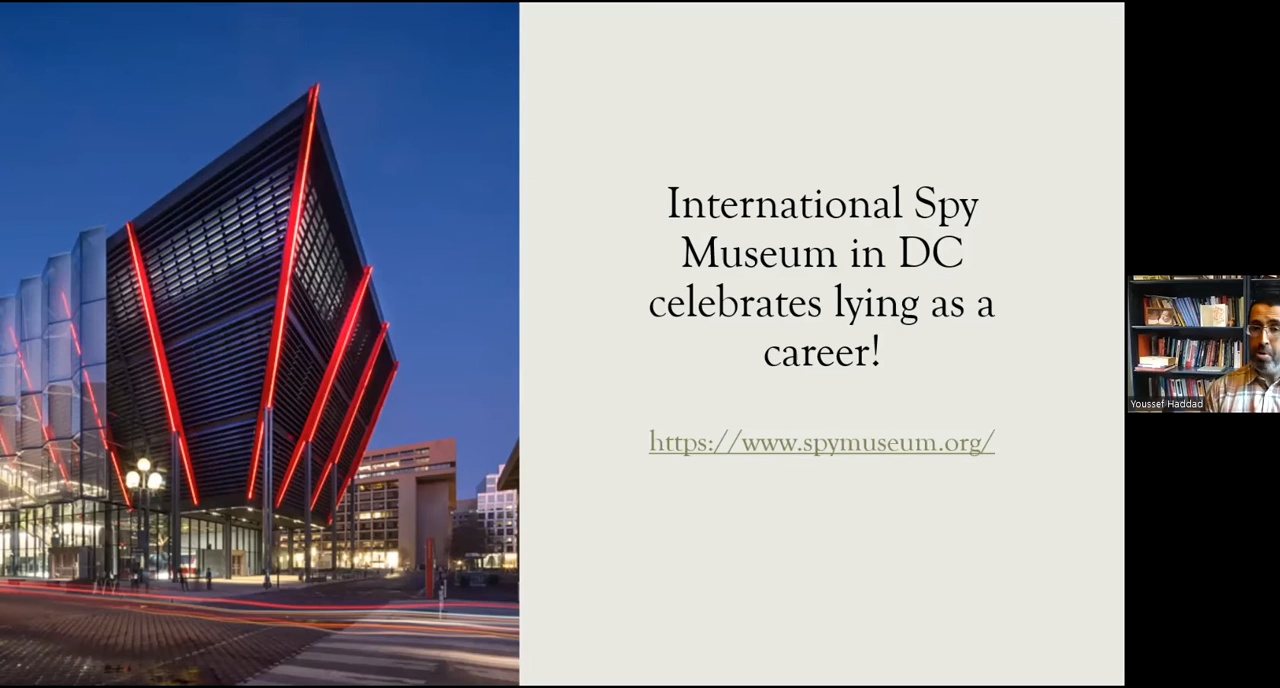 International Spy
Museum in DC
celebrates lying as a
career!
https://www.spymuseum.org/
Youssef Haddad